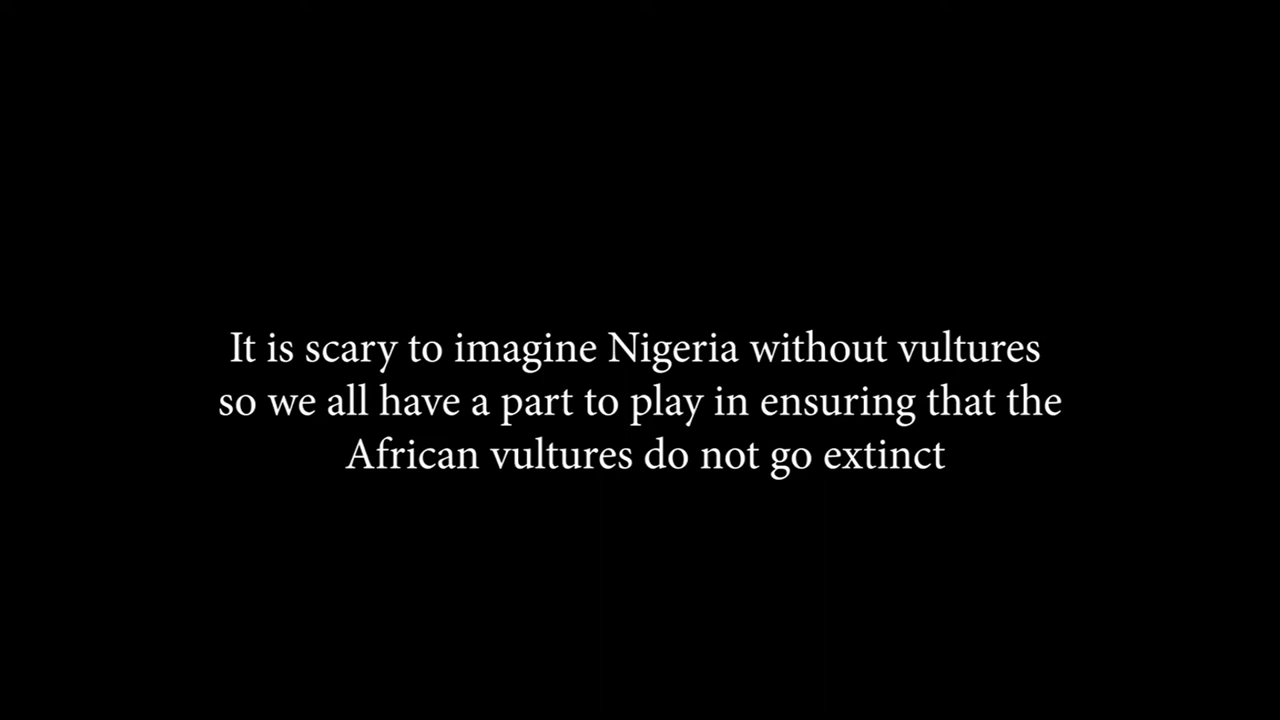 It is scary to imagine Nigeria without vultures
so we all have a part to play in ensuring that the
African vultures do not go extinct